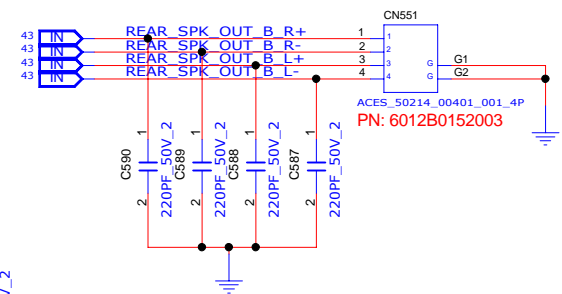 CN551
43 IN REAR_SPK_OUT_B_R+ 1 1
43 IN REAR_SPK_OUT_B_R- 2 2
43 IN REAR_SPK_OUT_B_L+ 3 3 G G1
43 IN REAR_SPK_OUT_B_L- 4 4 G G2
ACES_50214_00401_001_4P
PN: 6012B0152003
1 1 1 1
C590 220PF_50V_2
C589 220PF_50V_2
C588 220PF_50V_2
C587 220PF_50V_2
2 2 2 2